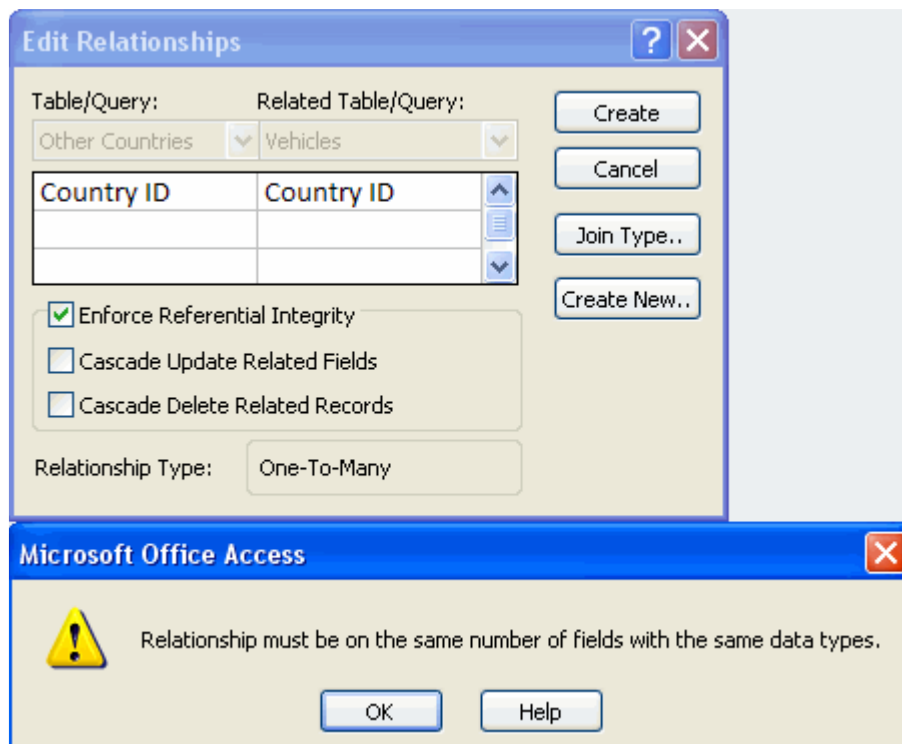 Edit Relationships
Table/Query: Related Table/Query:
Other Countries Vehicles
Country ID Country ID
Enforce Referential Integrity
Cascade Update Related Fields
Cascade Delete Related Records
Relationship Type: One-To-Many
Create
Cancel
Join Type..
Create New..
Microsoft Office Access
Relationship must be on the same number of fields with the same data types.
OK Help